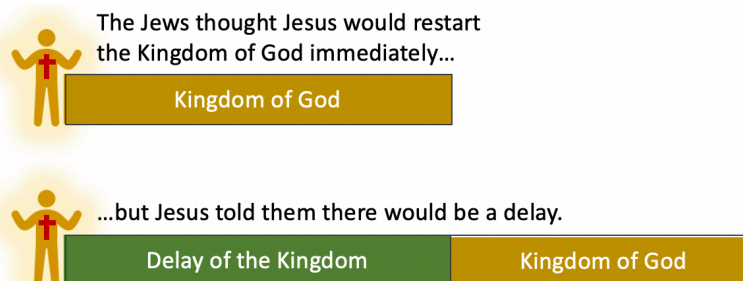 The Jews thought Jesus would restart
the Kingdom of God immediately…
Kingdom of God
…but Jesus told them there would be a delay.
Delay of the Kingdom
Kingdom of God